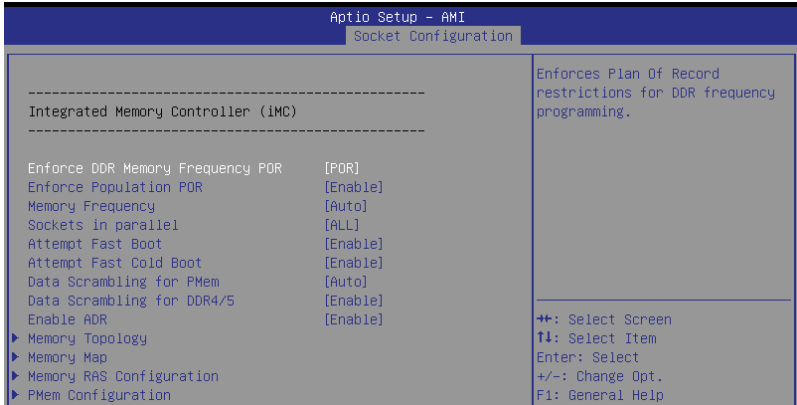 Aptio Setup – AMI
Socket Configuration
------------------------------------------------
Integrated Memory Controller (iMC)
------------------------------------------------
Enforce DDR Memory Frequency POR [POR]
Enforce Population POR [Enable]
Memory Frequency [Auto]
Sockets in parallel [ALL]
Attempt Fast Boot [Enable]
Attempt Fast Cold Boot [Enable]
Data Scrambling for PMem [Auto]
Data Scrambling for DDR4/5 [Enable]
Enable ADR [Enable]
Memory Topology
Memory Map
Memory RAS Configuration
PMem Configuration
Enforces Plan Of Record
restrictions for DDR frequency
programming.
→←: Select Screen
↑↓: Select Item
Enter: Select
+/-: Change Opt.
F1: General Help